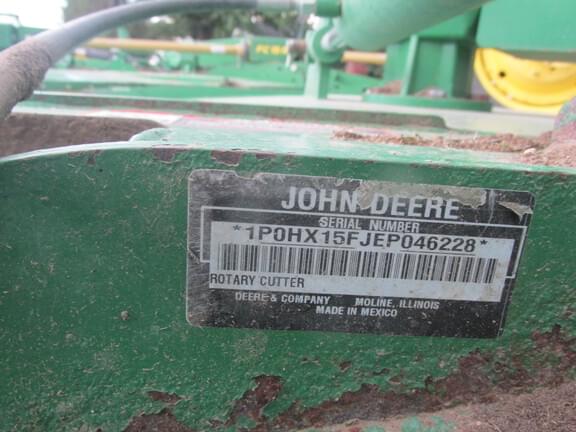 JOHN DEERE
SERIAL NUMBER
*1P0HX15FJEP046228*
ROTARY CUTTER
DEERE & COMPANY MOLINE, ILLINOIS
MADE IN MEXICO